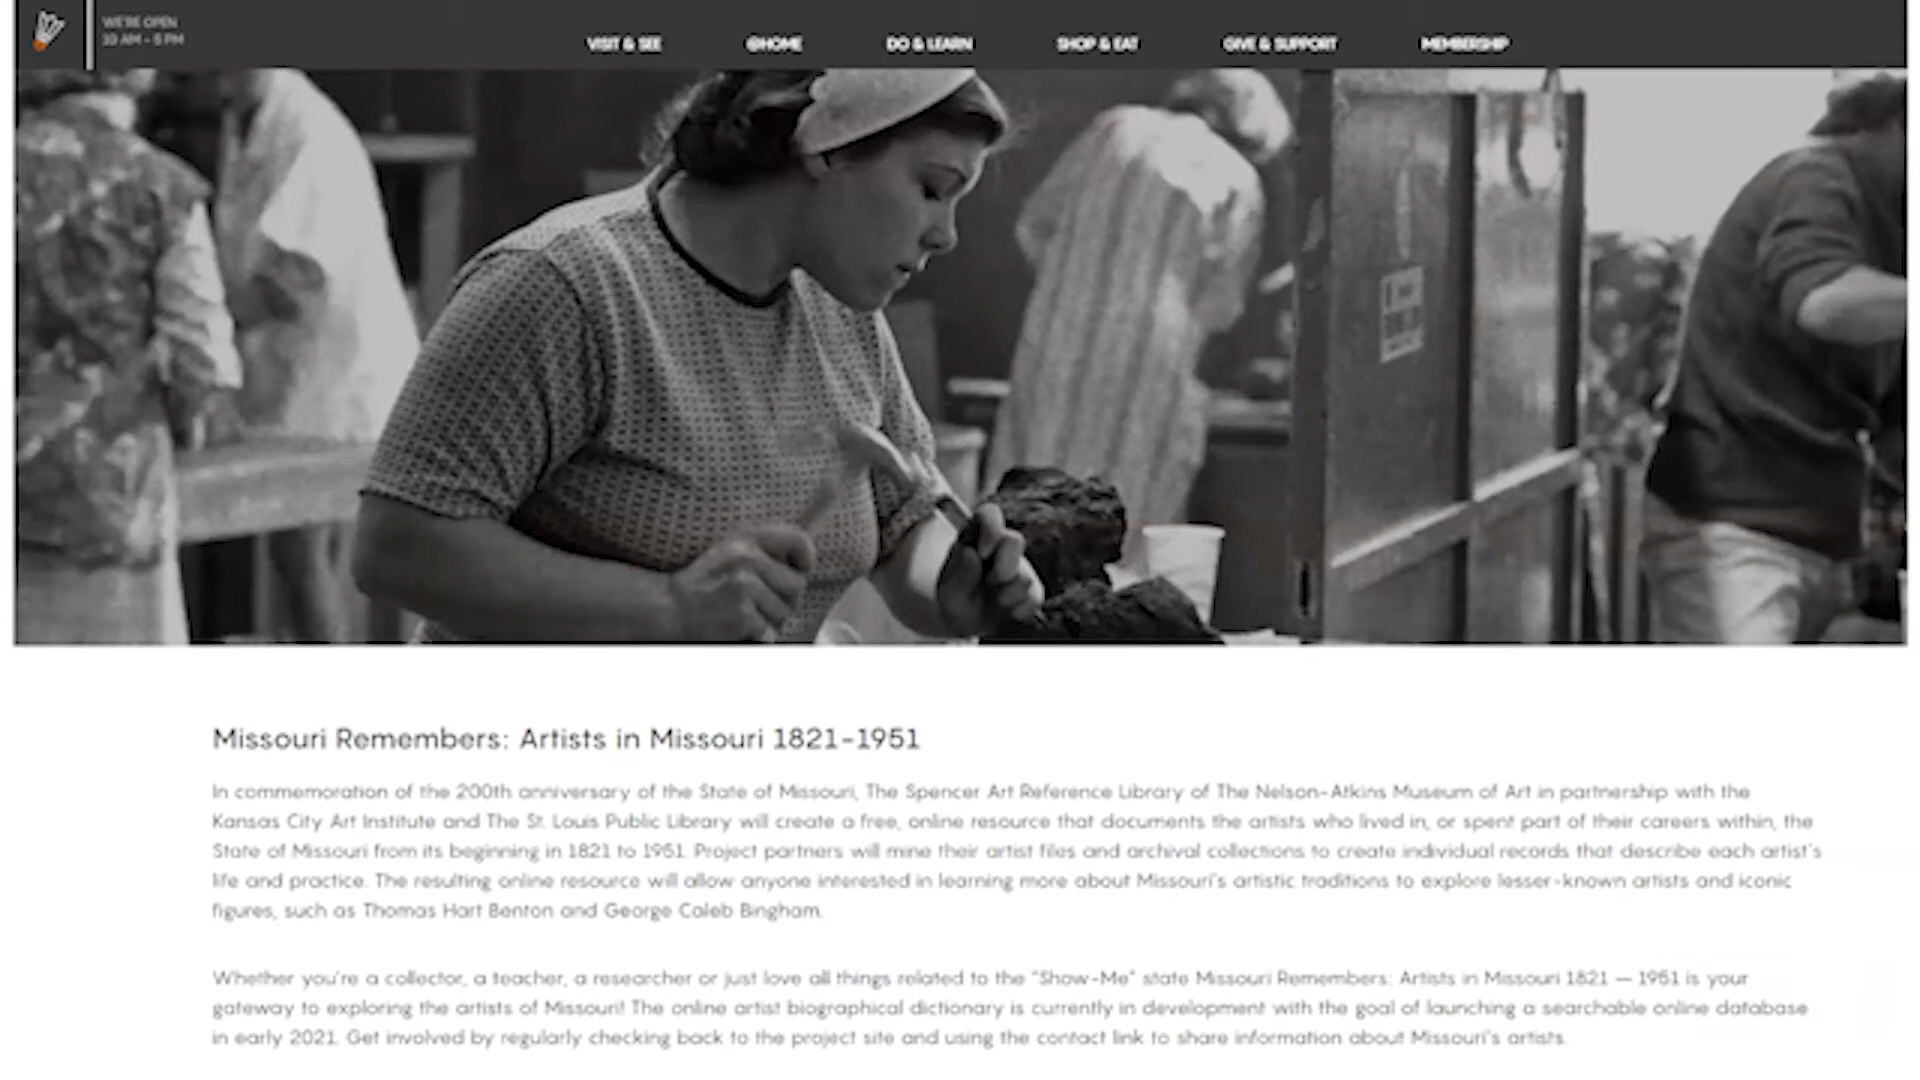 WE'RE OPEN
10 AM - 5 PM
VISIT & SEE
@HOME
DO & LEARN
SHOP & EAT
GIVE & SUPPORT
MEMBERSHIP
Missouri Remembers: Artists in Missouri 1821-1951
In commemoration of the 200th anniversary of the State of Missouri, The Spencer Art Reference Library of The Nelson-Atkins Museum of Art in partnership with the
Kansas City Art Institute and The St. Louis Public Library will create a free, online resource that documents the artists who lived in, or spent part of their careers within, the
State of Missouri from its beginning in 1821 to 1951. Project partners will mine their artist files and archival collections to create individual records that describe each artist's
life and practice. The resulting online resource will allow anyone interested in learning more about Missouri's artistic traditions to explore lesser-known artists and iconic
figures, such as Thomas Hart Benton and George Caleb Bingham.
Whether you're a collector, a teacher, a researcher or just love all things related to the "Show-Me" state Missouri Remembers: Artists in Missouri 1821 — 1951 is your
gateway to exploring the artists of Missouri! The online artist biographical dictionary is currently in development with the goal of launching a searchable online database
in early 2021. Get involved by regularly checking back to the project site and using the contact link to share information about Missouri's artists.